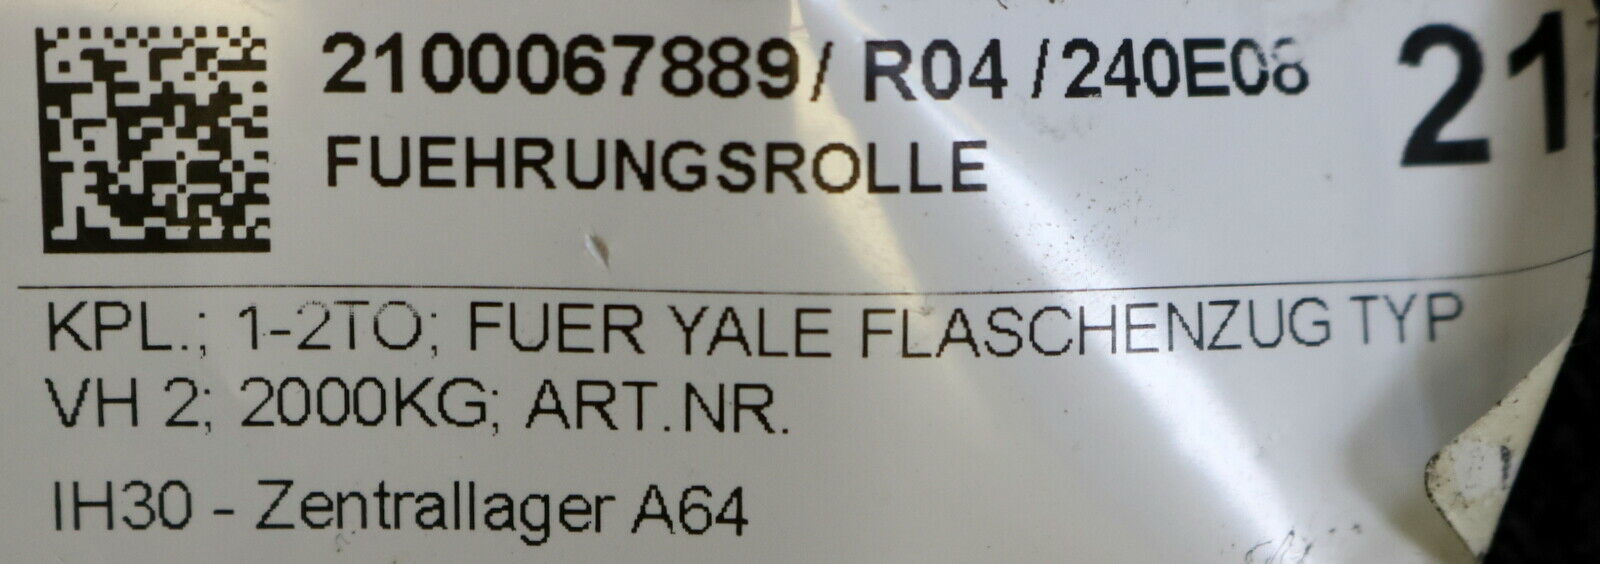 2100067889/ R04 /240E08
21
FUEHRUNGSROLLE
KPL.; 1-2TO; FUER YALE FLASCHENZUG TYP
VH 2; 2000KG; ART.NR.
IH30 - Zentrallager A64